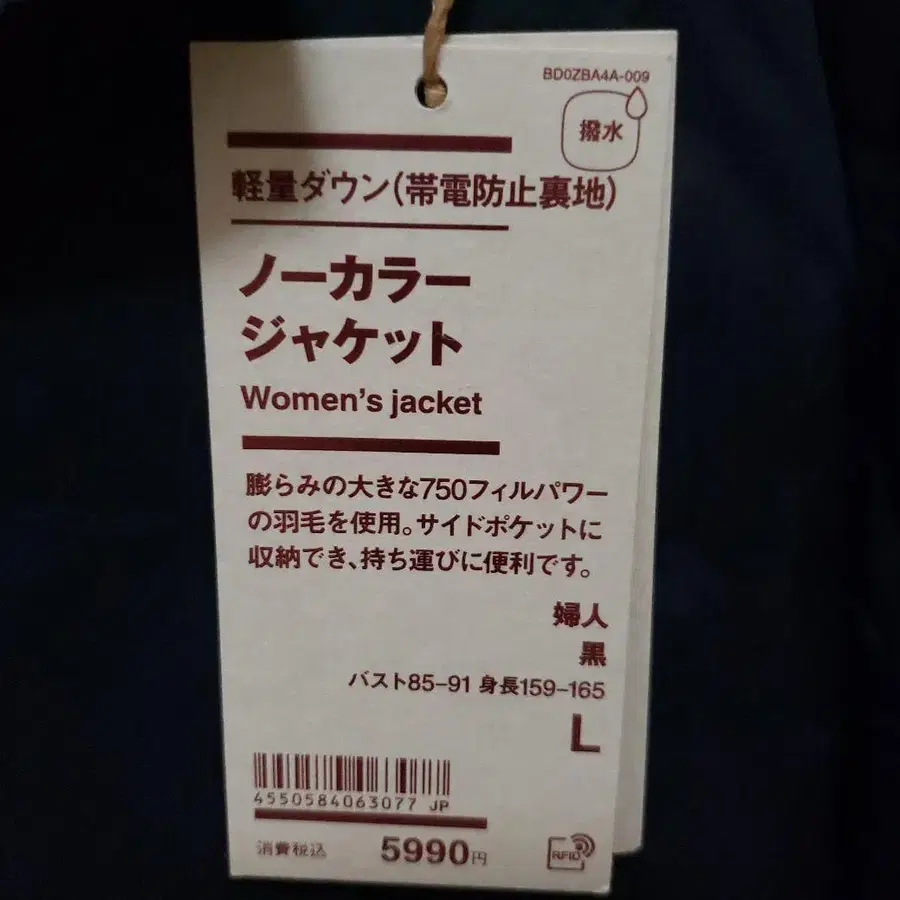 BD0ZBA4A-009
撥水
軽量ダウン(帯電防止裏地)
ノーカラー
ジャケット
Women's jacket
膨らみの大きな750フィルパワー
の羽毛を使用。サイドポケットに
収納でき、持ち運びに便利です。
婦人
黒
バスト85-91 身長159-165
L
4550584063077 JP
消費税込 5990円
RFID